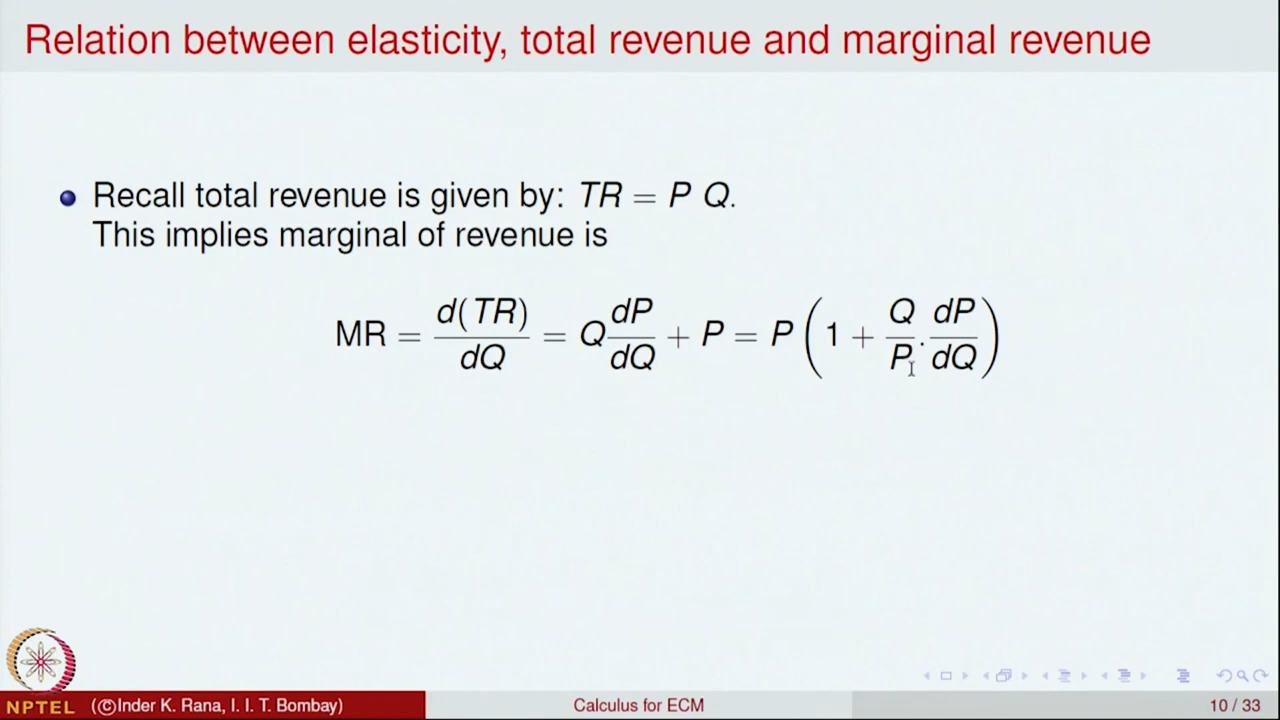 Relation between elasticity, total revenue and marginal revenue
Recall total revenue is given by: TR = P Q.
This implies marginal of revenue is
MR = d(TR)/dQ = Q dP/dQ + P = P (1 + Q/P . dP/dQ)
NPTEL (©Inder K. Rana, I. I. T. Bombay) Calculus for ECM 10 / 33